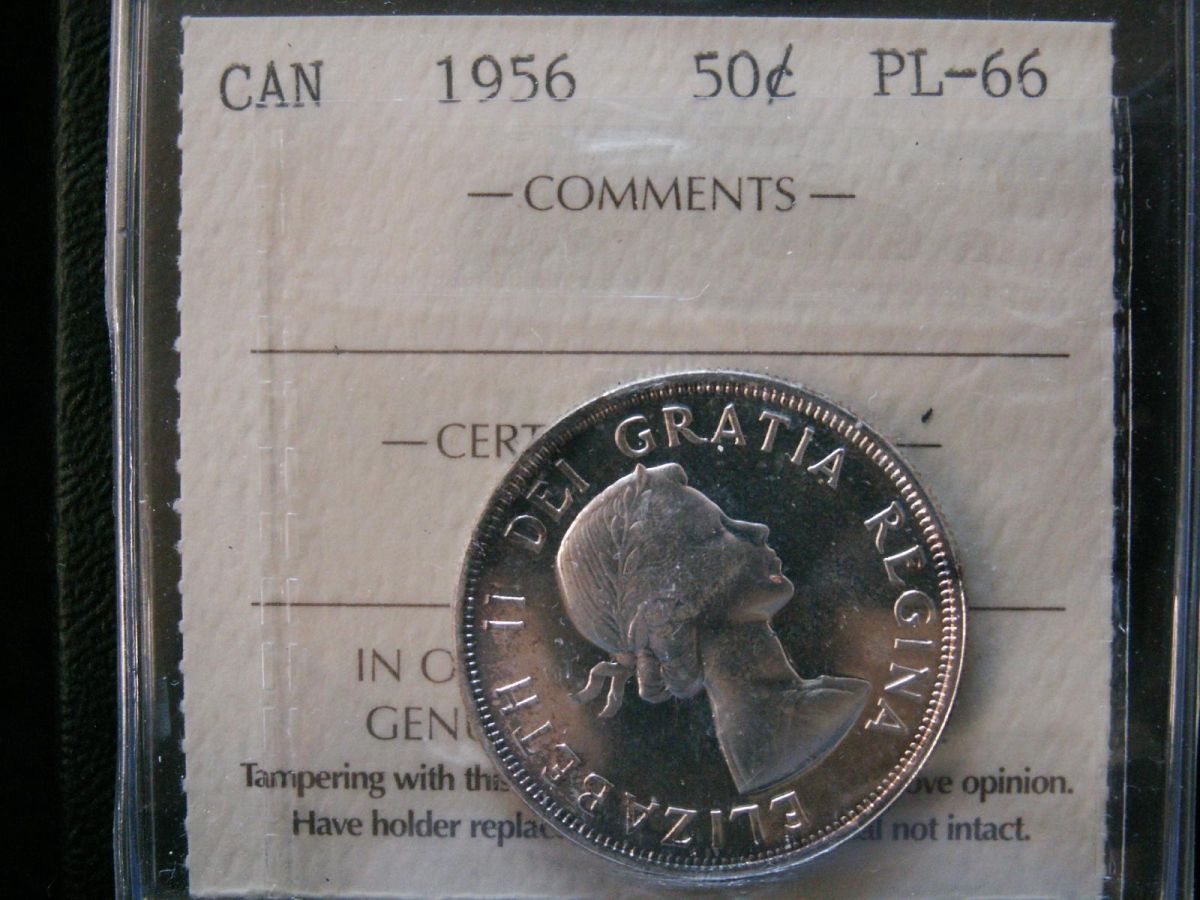 CAN 1956 50¢ PL-66
— COMMENTS —
— CERT —
IN O
GENU
Tampering with this ove opinion.
Have holder replac not intact.
ELIZABETH II DEI GRATIA REGINA